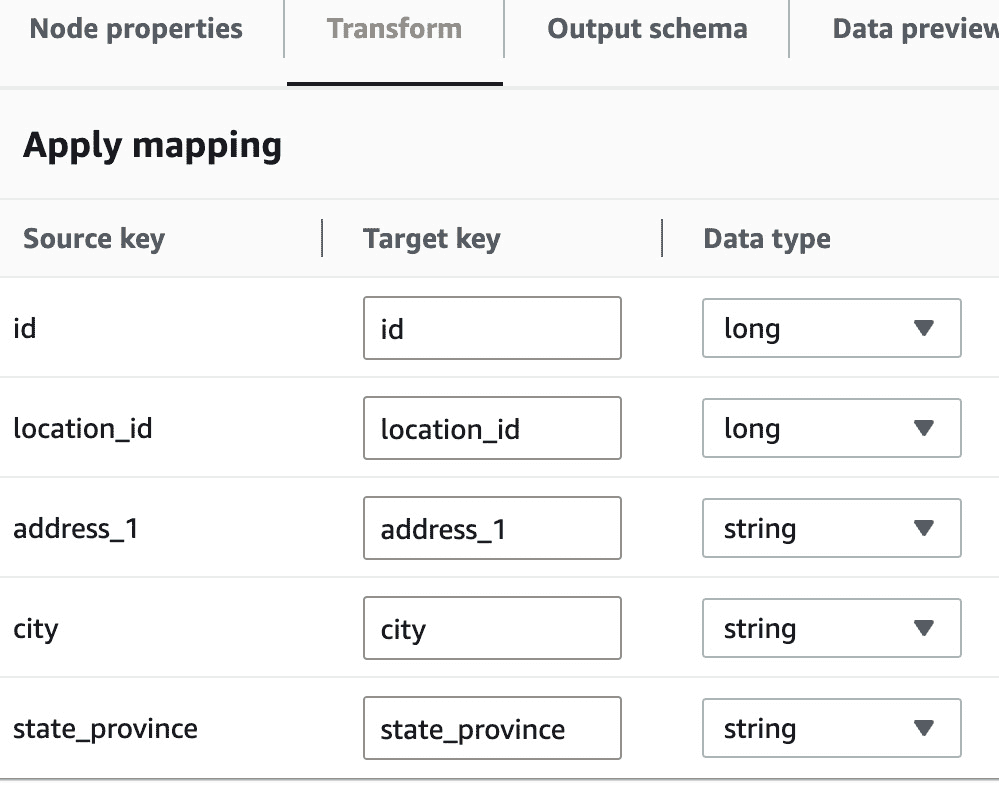 Node properties Transform Output schema Data preview
Apply mapping
Source key Target key Data type
id id long
location_id location_id long
address_1 address_1 string
city city string
state_province state_province string